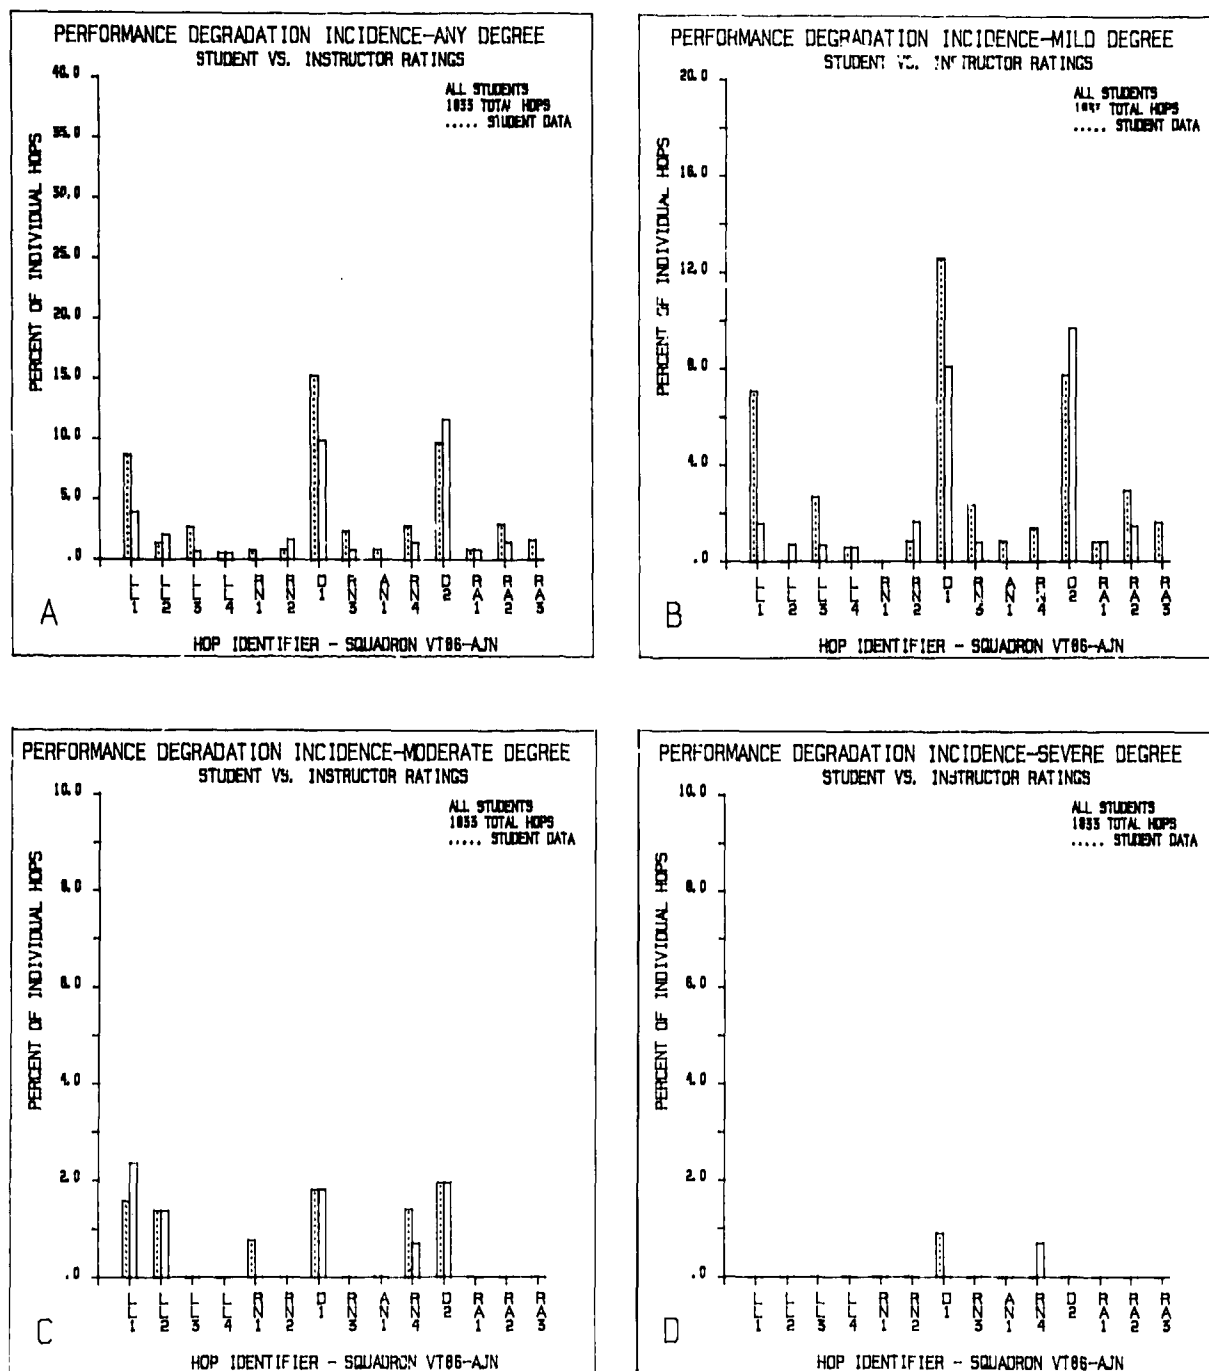 PERFORMANCE DEGRADATION INCIDENCE-ANY DEGREE
STUDENT VS. INSTRUCTOR RATINGS
ALL STUDENTS
1033 TOTAL HOPS
..... STUDENT DATA
PERCENT OF INDIVIDUAL HOPS
40.0
35.0
30.0
25.0
20.0
15.0
10.0
5.0
.0
LL1 LL2 LL3 LL4 RN1 RN2 D1 RN3 AN1 RN4 D2 RA1 RA2 RA3
A
HOP IDENTIFIER - SQUADRON VT86-AJN
PERFORMANCE DEGRADATION INCIDENCE-MILD DEGREE
STUDENT VS. INSTRUCTOR RATINGS
ALL STUDENTS
TOTAL HOPS
..... STUDENT DATA
PERCENT OF INDIVIDUAL HOPS
20.0
16.0
12.0
8.0
4.0
.0
LL1 LL2 LL3 LL4 RN1 RN2 D1 RN3 AN1 RN4 D2 RA1 RA2 RA3
B
HOP IDENTIFIER - SQUADRON VT86-AJN
PERFORMANCE DEGRADATION INCIDENCE-MODERATE DEGREE
STUDENT VS. INSTRUCTOR RATINGS
ALL STUDENTS
1033 TOTAL HOPS
..... STUDENT DATA
PERCENT OF INDIVIDUAL HOPS
10.0
8.0
6.0
4.0
2.0
.0
LL1 LL2 LL3 LL4 RN1 RN2 D1 RN3 AN1 RN4 D2 RA1 RA2 RA3
C
HOP IDENTIFIER - SQUADRON VT86-AJN
PERFORMANCE DEGRADATION INCIDENCE-SEVERE DEGREE
STUDENT VS. INSTRUCTOR RATINGS
ALL STUDENTS
1033 TOTAL HOPS
..... STUDENT DATA
PERCENT OF INDIVIDUAL HOPS
10.0
8.0
6.0
4.0
2.0
.0
LL1 LL2 LL3 LL4 RN1 RN2 D1 RN3 AN1 RN4 D2 RA1 RA2 RA3
D
HOP IDENTIFIER - SQUADRON VT86-AJN